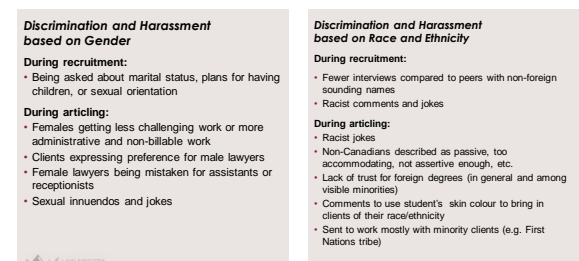 Discrimination and Harassment
based on Gender
During recruitment:
• Being asked about marital status, plans for having
children, or sexual orientation
During articling:
• Females getting less challenging work or more
administrative and non-billable work
• Clients expressing preference for male lawyers
• Female lawyers being mistaken for assistants or
receptionists
• Sexual innuendos and jokes
Discrimination and Harassment
based on Race and Ethnicity
During recruitment:
• Fewer interviews compared to peers with non-foreign
sounding names
• Racist comments and jokes
During articling:
• Racist jokes
• Non-Canadians described as passive, too
accommodating, not assertive enough, etc.
• Lack of trust for foreign degrees (in general and among
visible minorities)
• Comments to use student's skin colour to bring in
clients of their race/ethnicity
• Sent to work mostly with minority clients (e.g. First
Nations tribe)